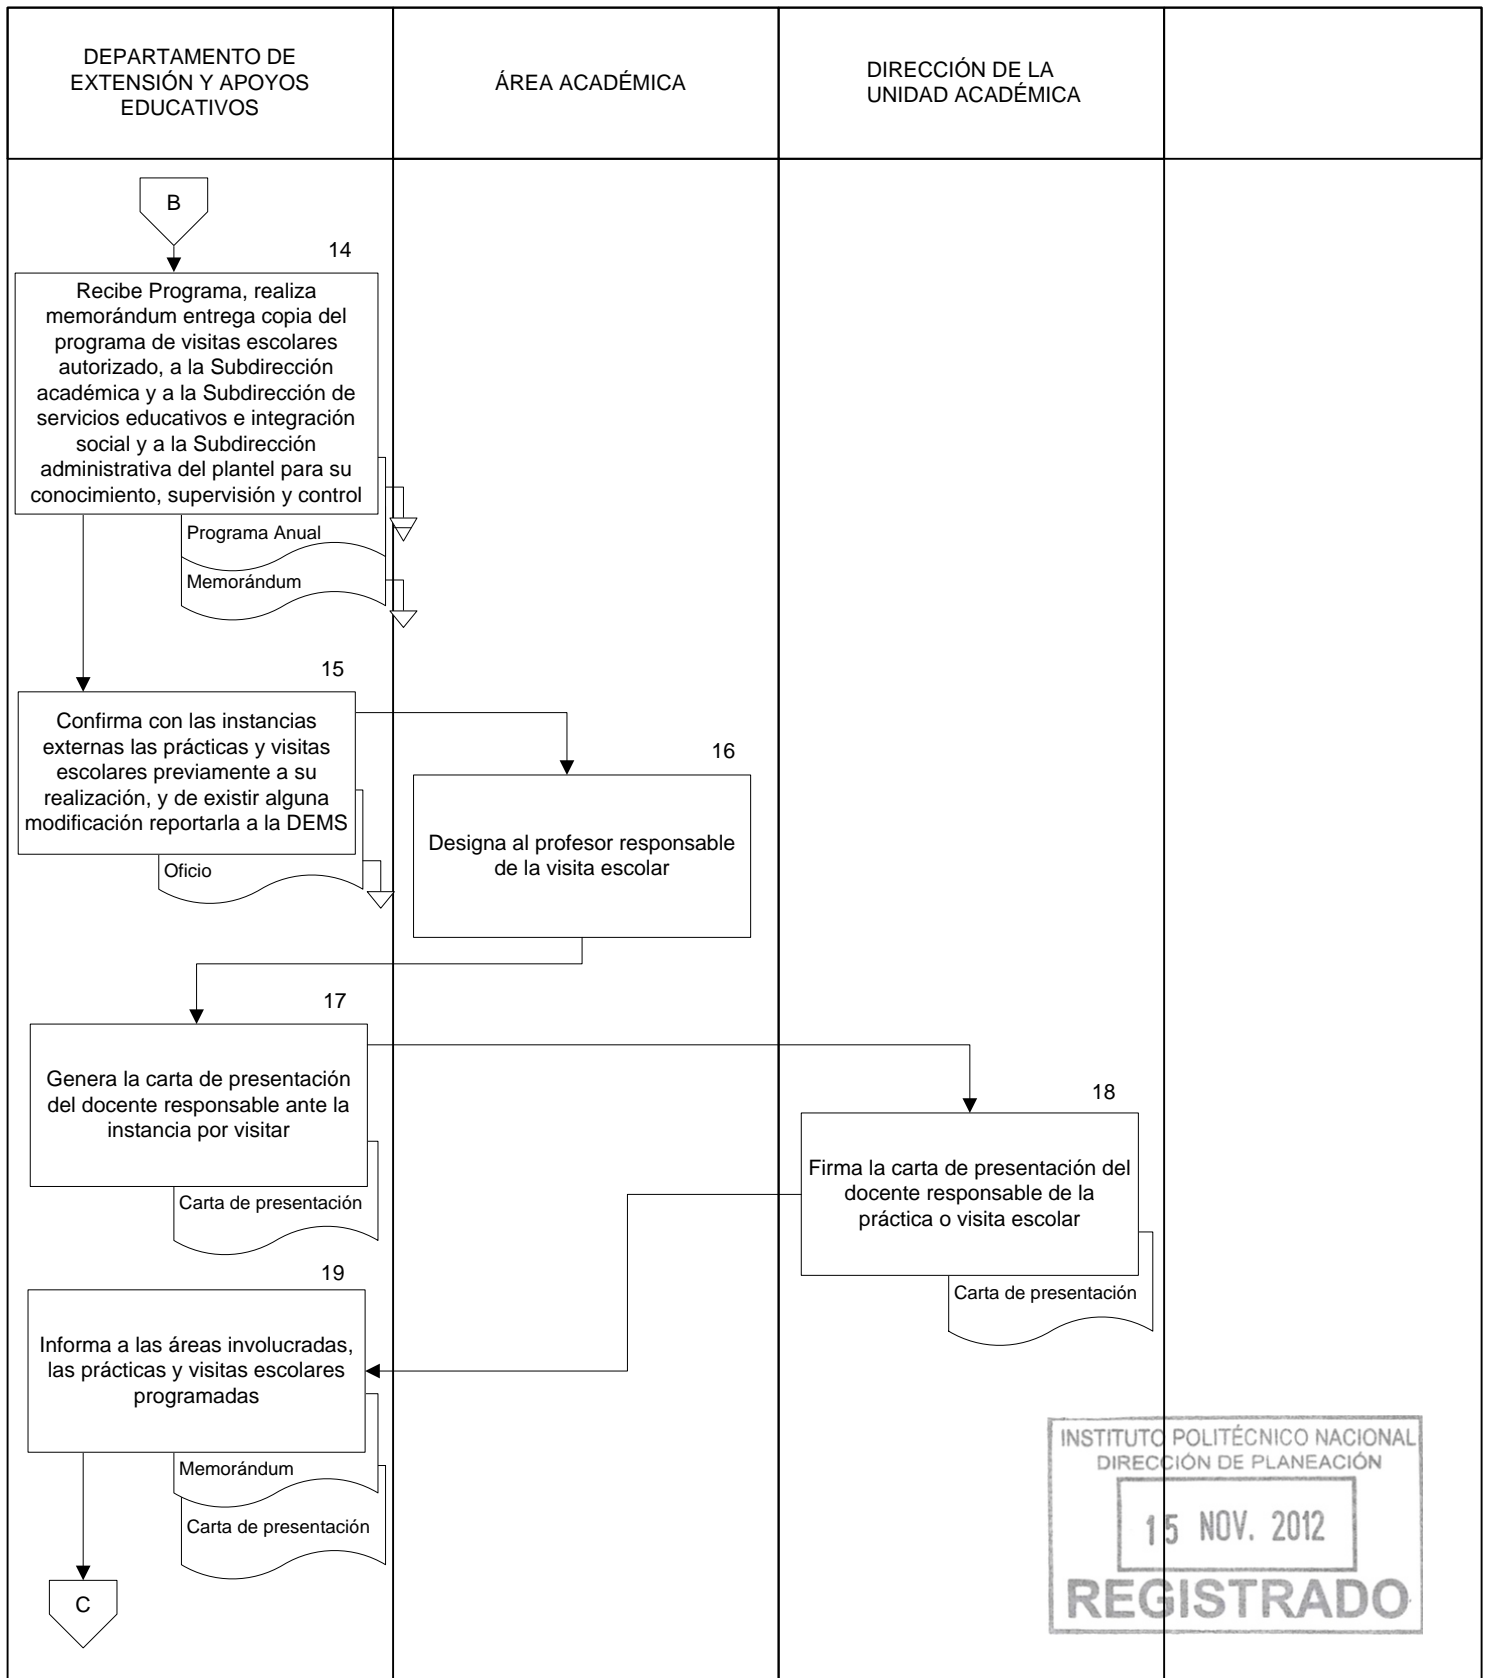 DEPARTAMENTO DE
EXTENSIÓN Y APOYOS
EDUCATIVOS
ÁREA ACADÉMICA
DIRECCIÓN DE LA
UNIDAD ACADÉMICA
B
14
Recibe Programa, realiza
memorándum entrega copia del
programa de visitas escolares
autorizado, a la Subdirección
académica y a la Subdirección de
servicios educativos e integración
social y a la Subdirección
administrativa del plantel para su
conocimiento, supervisión y control
Programa Anual
Memorándum
15
Confirma con las instancias
externas las prácticas y visitas
escolares previamente a su
realización, y de existir alguna
modificación reportarla a la DEMS
Oficio
16
Designa al profesor responsable
de la visita escolar
17
Genera la carta de presentación
del docente responsable ante la
instancia por visitar
Carta de presentación
18
Firma la carta de presentación del
docente responsable de la
práctica o visita escolar
Carta de presentación
19
Informa a las áreas involucradas,
las prácticas y visitas escolares
programadas
Memorándum
Carta de presentación
C
INSTITUTO POLITÉCNICO NACIONAL
DIRECCIÓN DE PLANEACIÓN
15 NOV. 2012
REGISTRADO